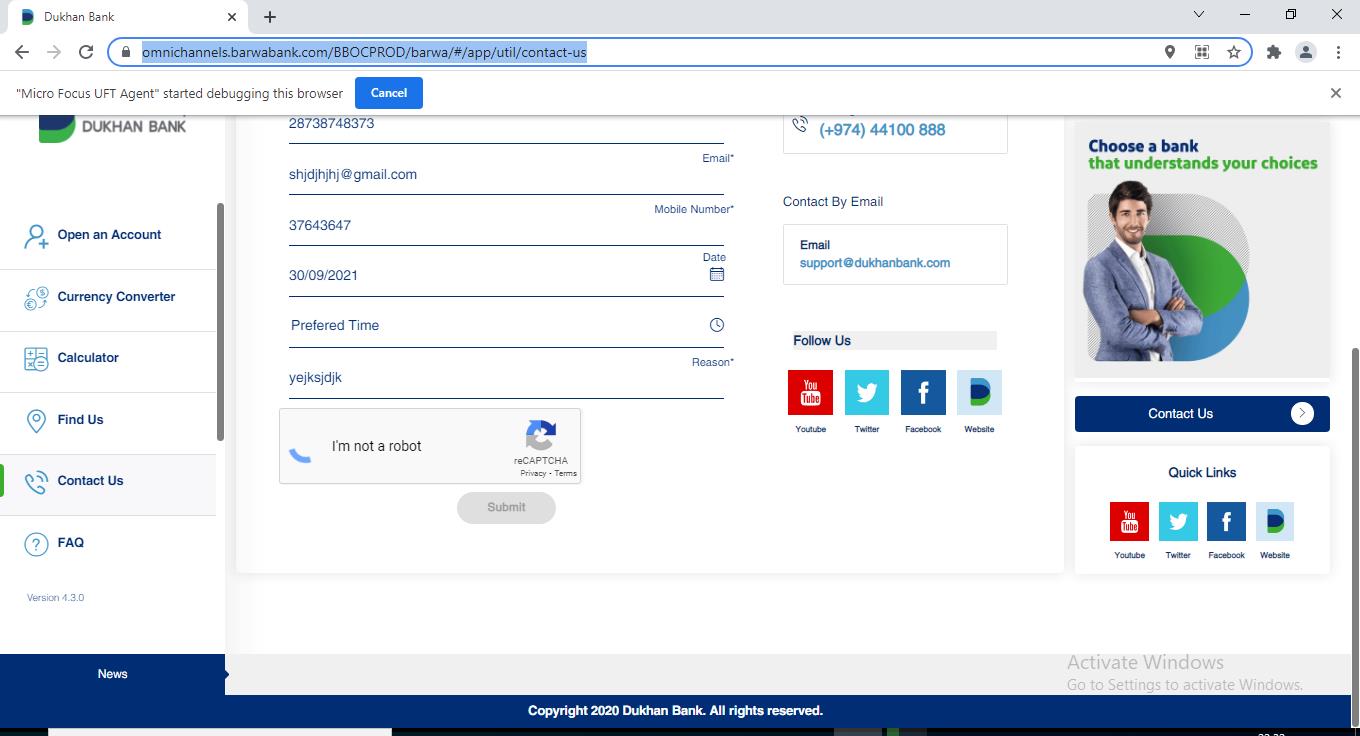 Dukhan Bank
omnichannels.barwabank.com/BBOCPROD/barwa/#/app/util/contact-us
"Micro Focus UFT Agent" started debugging this browser
Cancel
DUKHAN BANK
Open an Account
Currency Converter
Calculator
Find Us
Contact Us
FAQ
Version 4.3.0
News
28738748373
Email*
shjdjhjhj@gmail.com
Mobile Number*
37643647
Date
30/09/2021
Prefered Time
Reason*
yejksjdjk
I'm not a robot
reCAPTCHA
Privacy - Terms
Submit
(+974) 44100 888
Contact By Email
Email
support@dukhanbank.com
Follow Us
You
Tube
Youtube
Twitter
Facebook
Website
Choose a bank
that understands your choices
Contact Us
Quick Links
You
Tube
Youtube
Twitter
Facebook
Website
Activate Windows
Go to Settings to activate Windows.
Copyright 2020 Dukhan Bank. All rights reserved.